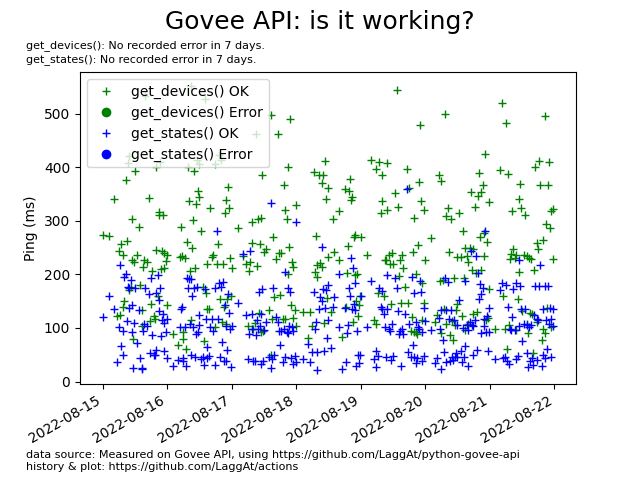 Govee API: is it working?
get_devices(): No recorded error in 7 days.
get_states(): No recorded error in 7 days.
get_devices() OK
get_devices() Error
get_states() OK
get_states() Error
Ping (ms)
500
400
300
200
100
0
2022-08-15
2022-08-16
2022-08-17
2022-08-18
2022-08-19
2022-08-20
2022-08-21
2022-08-22
data source: Measured on Govee API, using https://github.com/LaggAt/python-govee-api
history & plot: https://github.com/LaggAt/actions